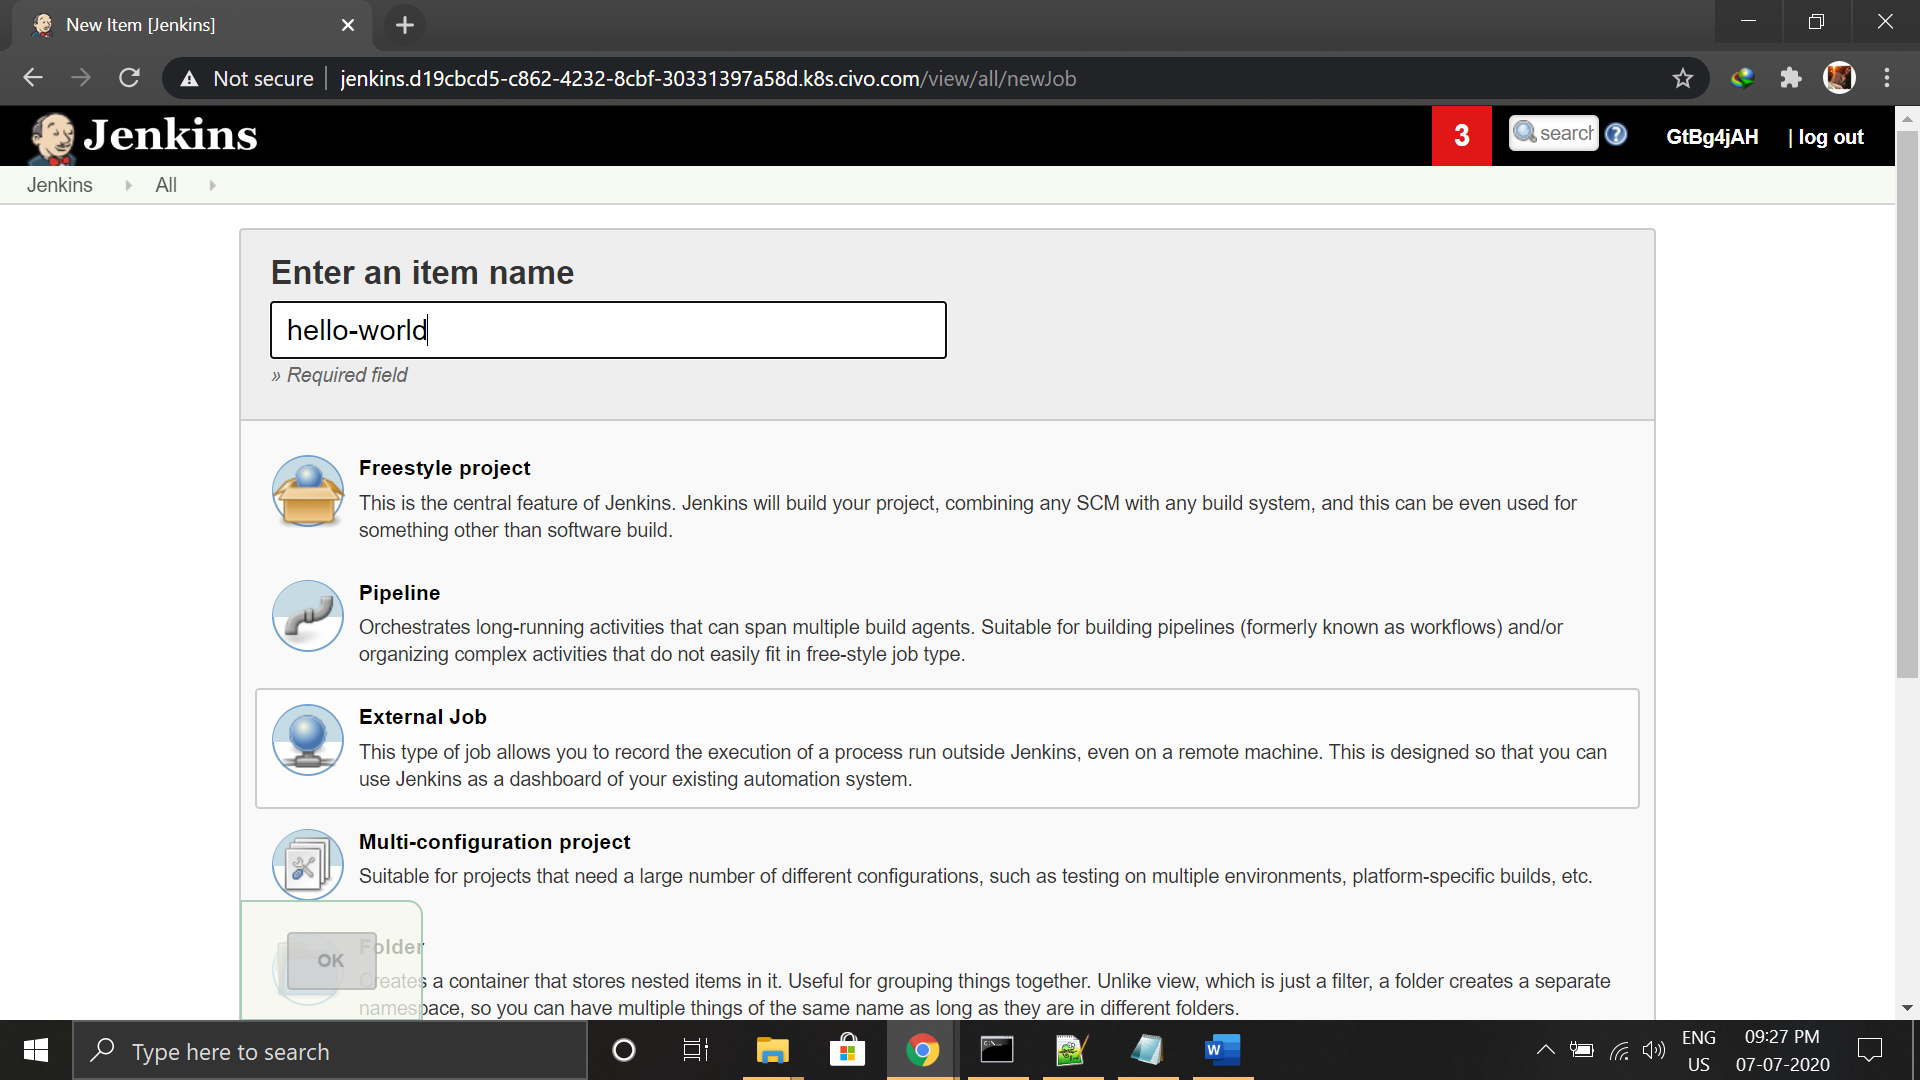 New Item [Jenkins]
Not secure
jenkins.d19cbcd5-c862-4232-8cbf-30331397a58d.k8s.civo.com/view/all/newJob
Jenkins
3
search
?
GtBg4jAH
| log out
Jenkins
All
Enter an item name
hello-world
» Required field
Freestyle project
This is the central feature of Jenkins. Jenkins will build your project, combining any SCM with any build system, and this can be even used for
something other than software build.
Pipeline
Orchestrates long-running activities that can span multiple build agents. Suitable for building pipelines (formerly known as workflows) and/or
organizing complex activities that do not easily fit in free-style job type.
External Job
This type of job allows you to record the execution of a process run outside Jenkins, even on a remote machine. This is designed so that you can
use Jenkins as a dashboard of your existing automation system.
Multi-configuration project
Suitable for projects that need a large number of different configurations, such as testing on multiple environments, platform-specific builds, etc.
Folder
OK
Creates a container that stores nested items in it. Useful for grouping things together. Unlike view, which is just a filter, a folder creates a separate
namespace, so you can have multiple things of the same name as long as they are in different folders.
Type here to search
W
ENG
US
09:27 PM
07-07-2020